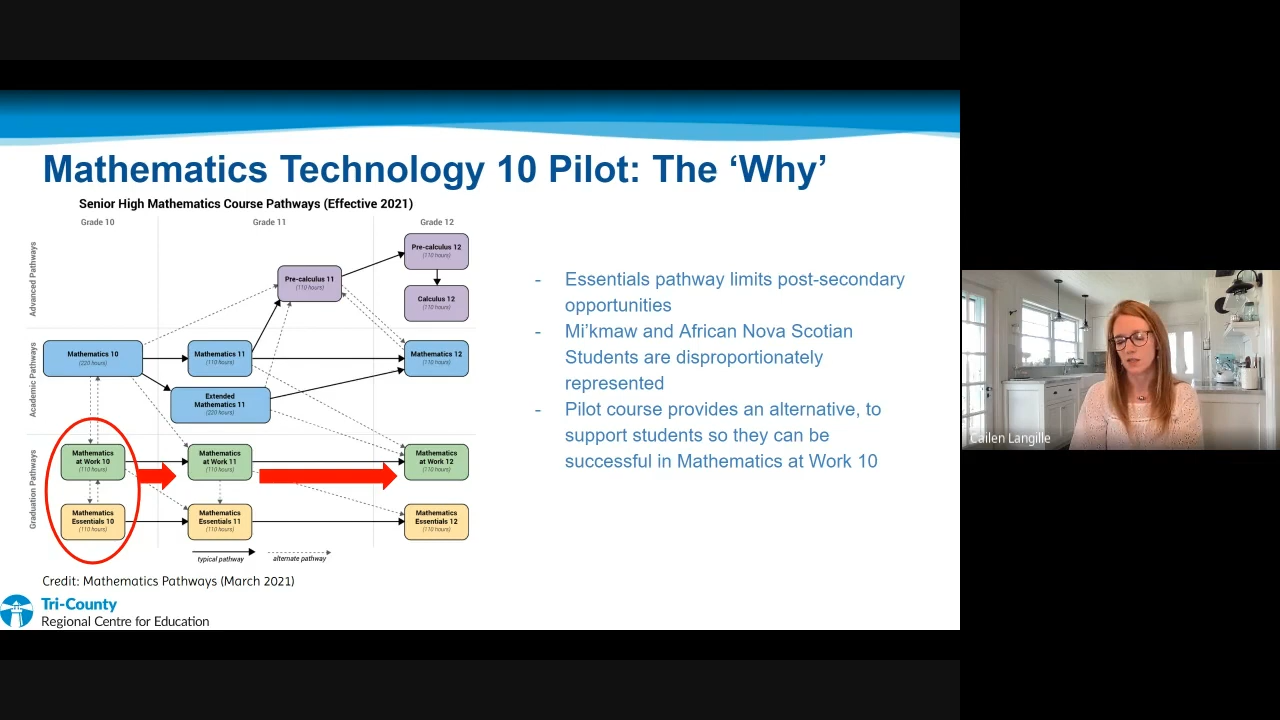 Mathematics Technology 10 Pilot: The ‘Why’
Senior High Mathematics Course Pathways (Effective 2021)
Grade 10
Grade 11
Grade 12
Advanced Pathways
Pre-calculus 12
(110 hours)
Pre-calculus 11
(110 hours)
Calculus 12
(110 hours)
Academic Pathways
Mathematics 10
(220 hours)
Mathematics 11
(110 hours)
Mathematics 12
(110 hours)
Extended
Mathematics 11
(220 hours)
Graduation Pathways
Mathematics
at Work 10
(110 hours)
Mathematics
at Work 11
(110 hours)
Mathematics
at Work 12
(110 hours)
Mathematics
Essentials 10
(110 hours)
Mathematics
Essentials 11
(110 hours)
Mathematics
Essentials 12
(110 hours)
typical pathway
alternate pathway
Credit: Mathematics Pathways (March 2021)
Tri-County
Regional Centre for Education
- Essentials pathway limits post-secondary
opportunities
- Mi’kmaw and African Nova Scotian
Students are disproportionately
represented
- Pilot course provides an alternative, to
support students so they can be
successful in Mathematics at Work 10
Cailen Langille